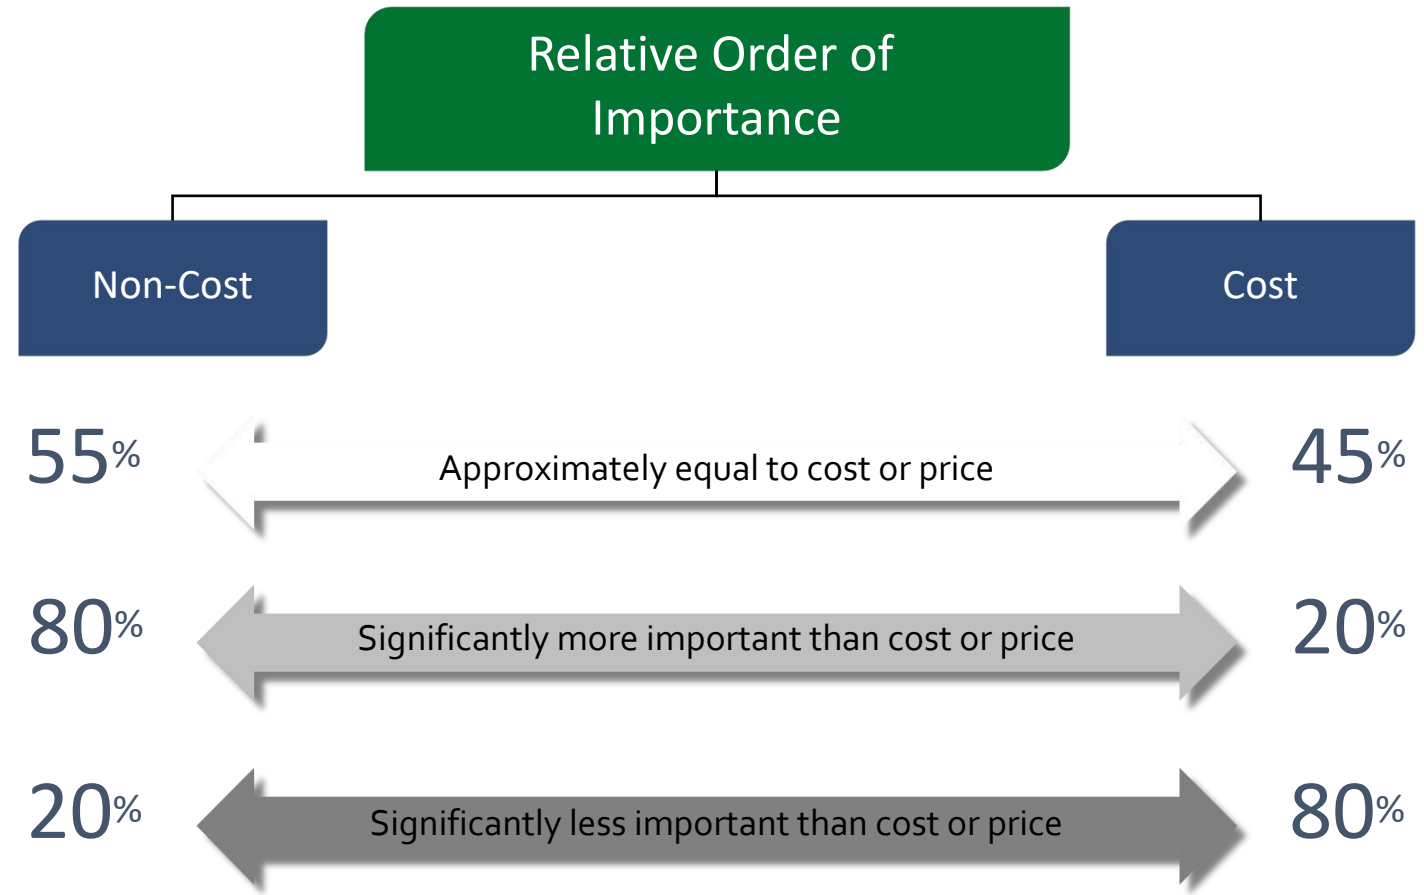 Relative Order of
Importance
Non-Cost
Cost
55%
Approximately equal to cost or price
45%
80%
Significantly more important than cost or price
20%
20%
Significantly less important than cost or price
80%